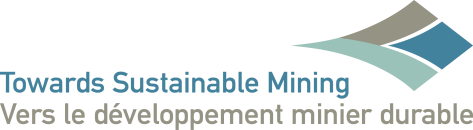 Towards Sustainable Mining
Vers le développement minier durable